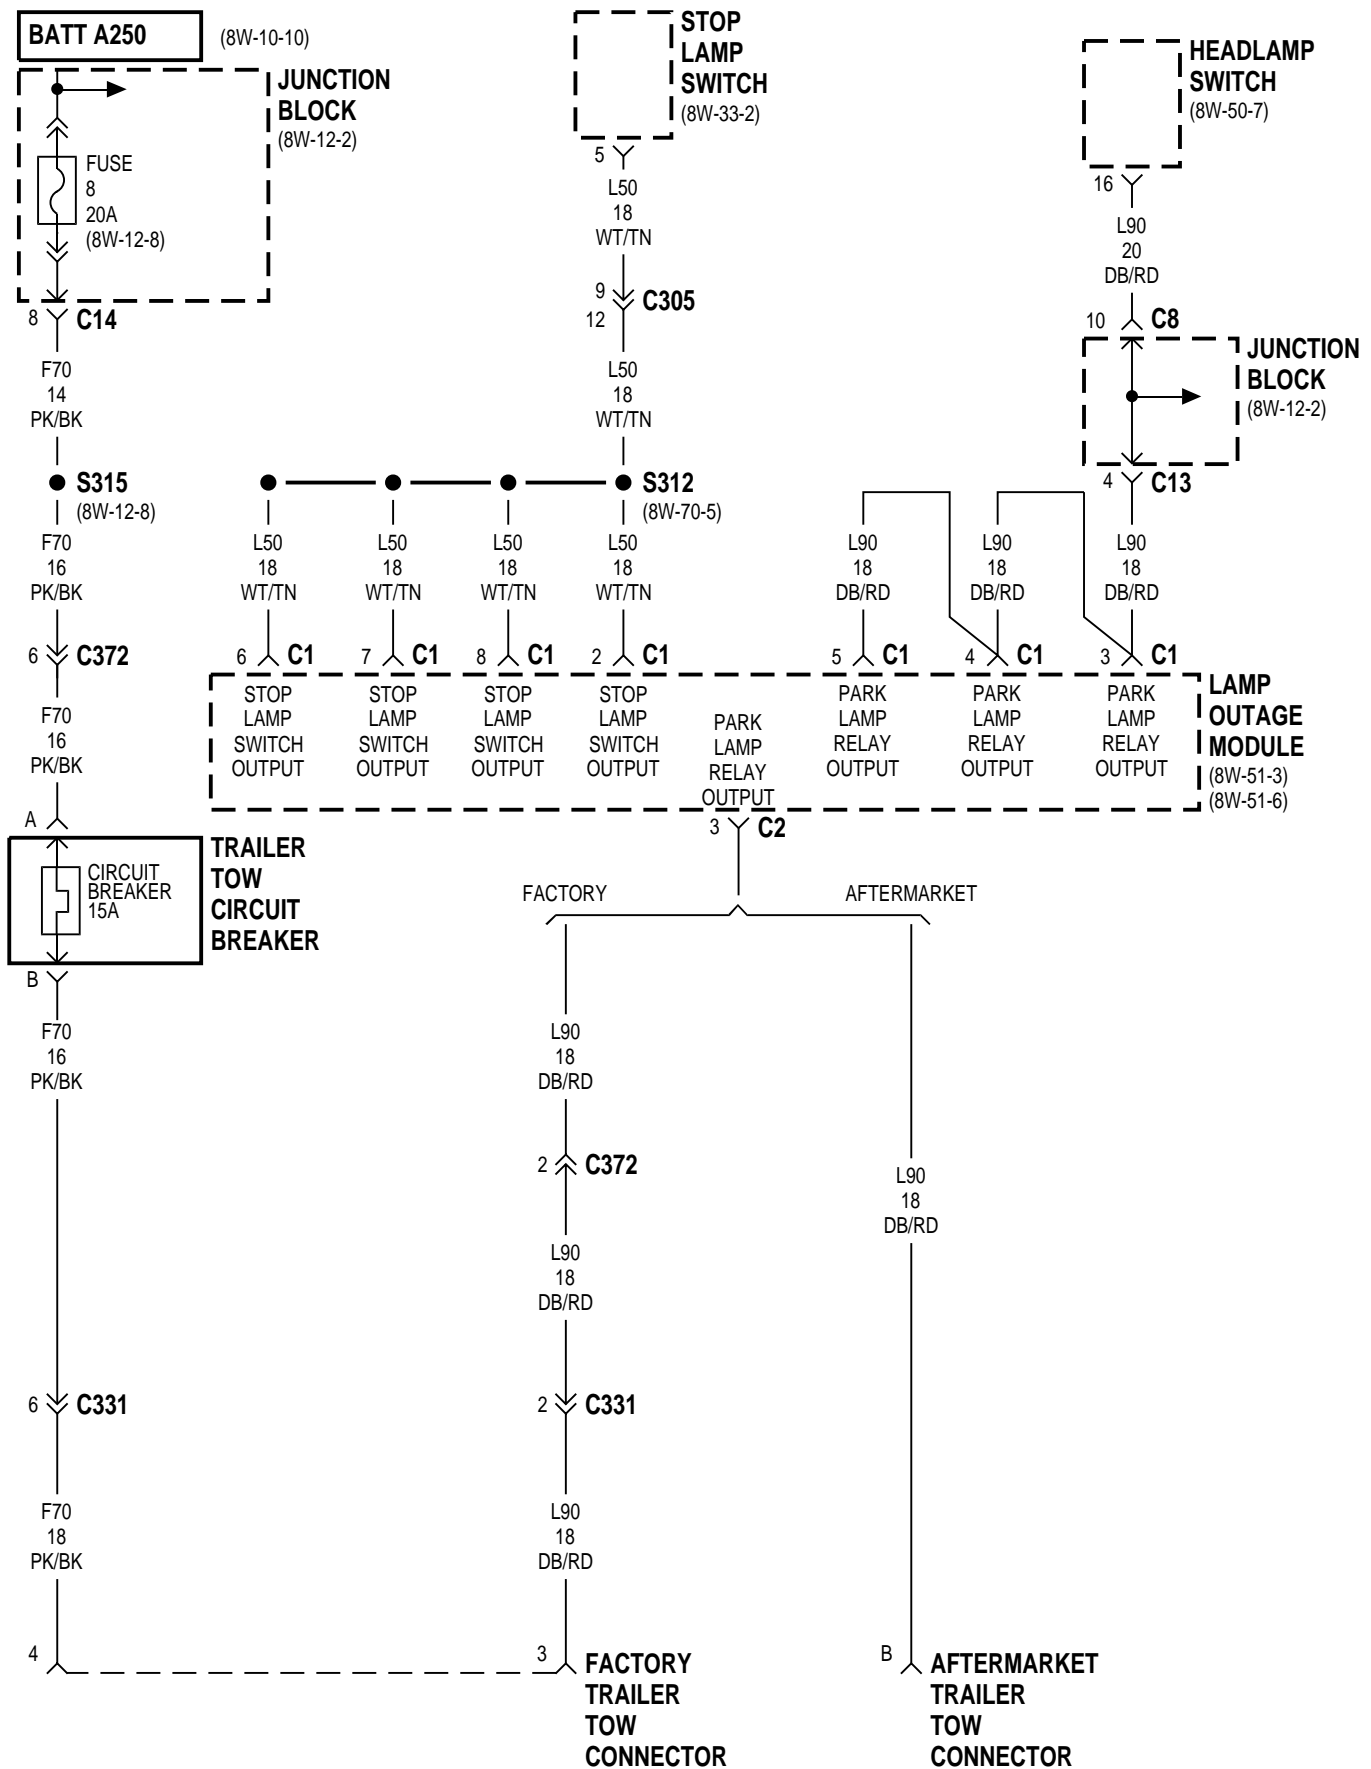 BATT A250
(8W-10-10)
JUNCTION
BLOCK
(8W-12-2)
FUSE
8
20A
(8W-12-8)
8
C14
F70
14
PK/BK
S315
(8W-12-8)
F70
16
PK/BK
6
C372
F70
16
PK/BK
A
CIRCUIT
BREAKER
15A
TRAILER
TOW
CIRCUIT
BREAKER
B
F70
16
PK/BK
6
C331
F70
18
PK/BK
4
STOP
LAMP
SWITCH
(8W-33-2)
5
L50
18
WT/TN
9
12
C305
L50
18
WT/TN
S312
(8W-70-5)
L50
18
WT/TN
L50
18
WT/TN
L50
18
WT/TN
L50
18
WT/TN
6
C1
7
C1
8
C1
2
C1
HEADLAMP
SWITCH
(8W-50-7)
16
L90
20
DB/RD
10
C8
JUNCTION
BLOCK
(8W-12-2)
4
C13
L90
18
DB/RD
L90
18
DB/RD
L90
18
DB/RD
5
C1
4
C1
3
C1
STOP
LAMP
SWITCH
OUTPUT
STOP
LAMP
SWITCH
OUTPUT
STOP
LAMP
SWITCH
OUTPUT
STOP
LAMP
SWITCH
OUTPUT
PARK
LAMP
RELAY
OUTPUT
PARK
LAMP
RELAY
OUTPUT
PARK
LAMP
RELAY
OUTPUT
PARK
LAMP
RELAY
OUTPUT
LAMP
OUTAGE
MODULE
(8W-51-3)
(8W-51-6)
3
C2
FACTORY
AFTERMARKET
L90
18
DB/RD
2
C372
L90
18
DB/RD
2
C331
L90
18
DB/RD
3
FACTORY
TRAILER
TOW
CONNECTOR
L90
18
DB/RD
B
AFTERMARKET
TRAILER
TOW
CONNECTOR